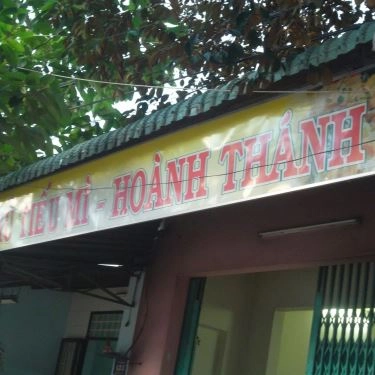 TIẾU MÌ - HOÀNH THÁNH